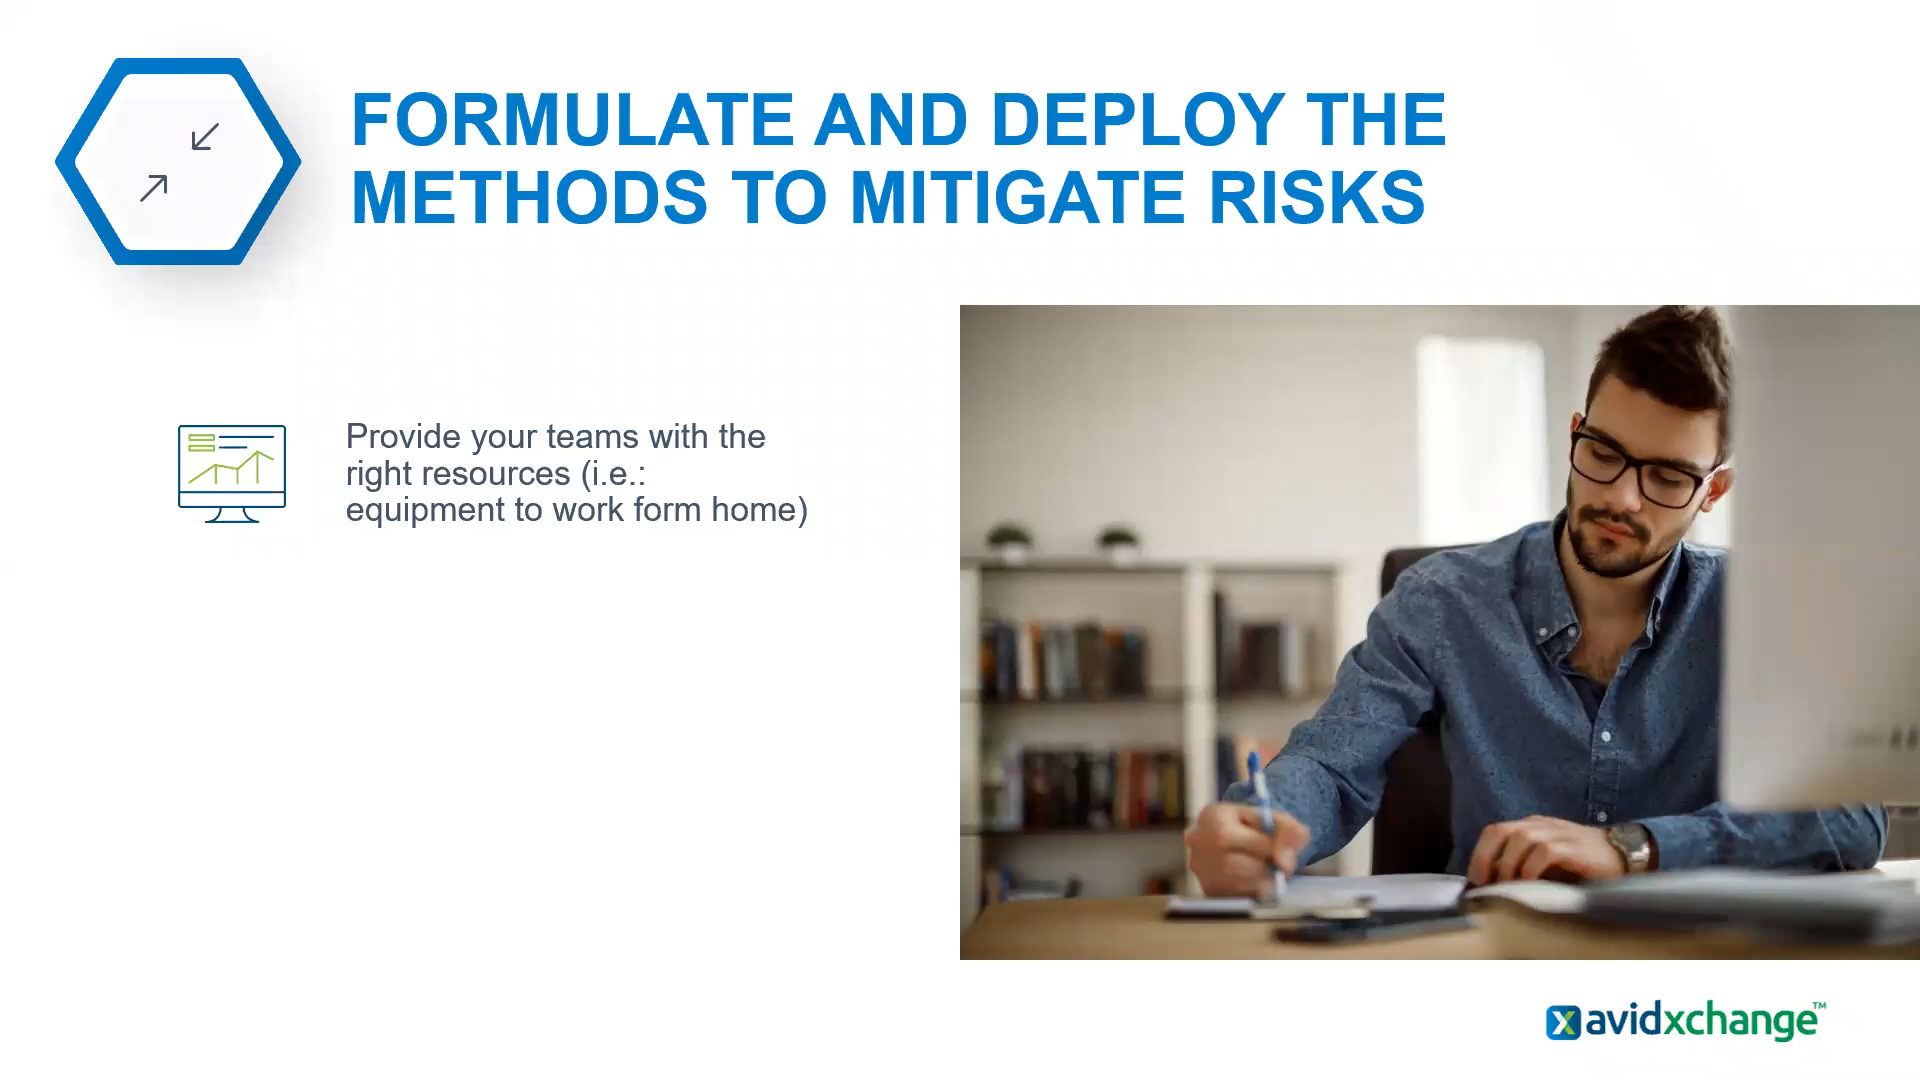 FORMULATE AND DEPLOY THE
METHODS TO MITIGATE RISKS
Provide your teams with the
right resources (i.e.:
equipment to work form home)
avidxchange™